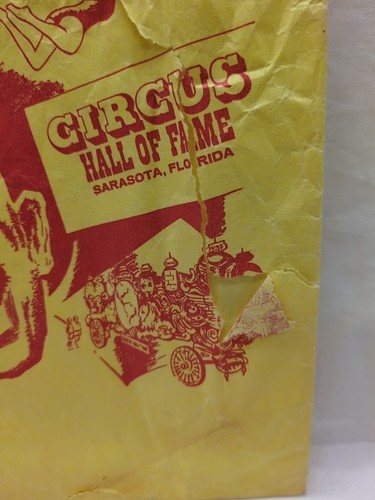 CIRCUS
HALL OF FAME
SARASOTA, FLORIDA